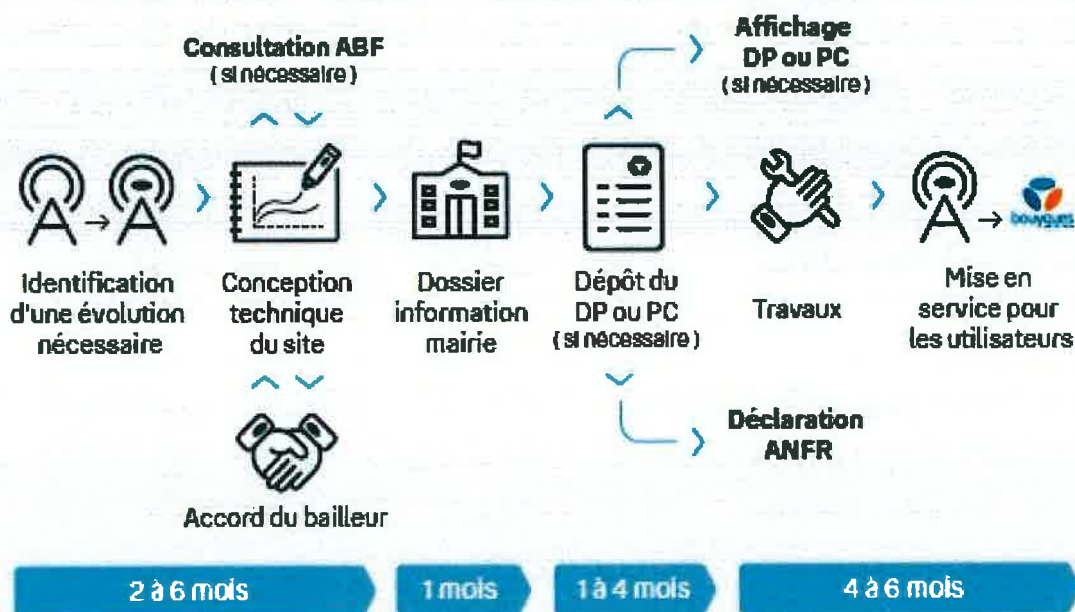 Consultation ABF
(si nécessaire)
Affichage
DP ou PC
(si nécessaire)
bouygues
Identification
d'une évolution
nécessaire
Conception
technique
du site
Dossier
information
mairie
Dépôt du
DP ou PC
(si nécessaire)
Travaux
Mise en
service pour
les utilisateurs
Accord du bailleur
Déclaration
ANFR
2 à 6 mois
1 mois
1 à 4 mois
4 à 6 mois